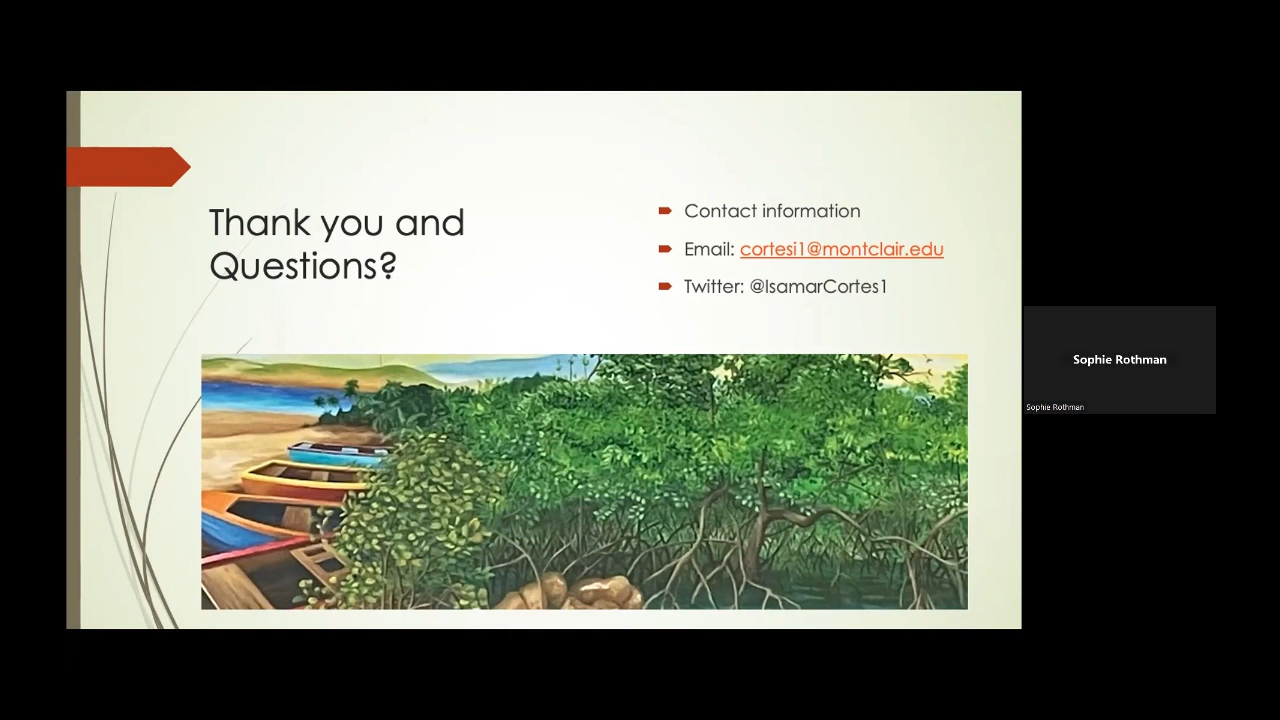 Thank you and
Questions?
Contact information
Email: cortesi1@montclair.edu
Twitter: @IsamarCortes1
Sophie Rothman
Sophie Rothman